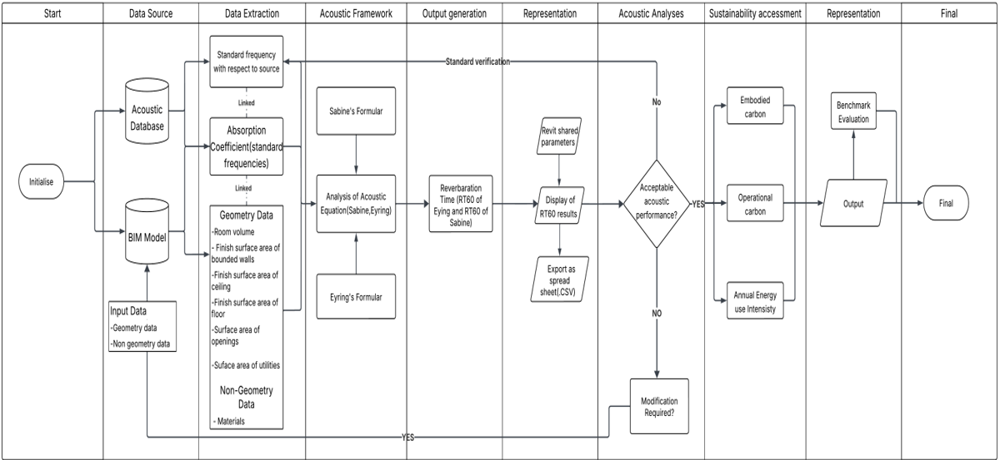 Start
Data Source
Data Extraction
Acoustic Framework
Output generation
Representation
Acoustic Analyses
Sustainability accessment
Representation
Final
Initialise
Acoustic
Database
BIM Model
Input Data
-Geometry data
-Non geometry data
Standard frequency
with respect to source
Linked
Absorption
Coefficient(standard
frequencies)
Linked
Geometry Data
-Room volume
- Finish surface area of
bounded walls
-Finish surface area of
ceiling
-Finish surface area of
floor
-Surface area of
openings
-Suface area of utilities
Non-Geometry
Data
- Materials
Sabine's Formular
Analysis of Acoustic
Equation(Sabine,Eyring)
Eyring's Formular
Reverbaration
Time (RT60 of
Eying and RT60 of
Sabine)
Standard verification
Revit shared
parameters
Display of
RT60 results
Export as
spread
sheet(.CSV)
No
Acceptable
acoustic
performance?
YES
NO
Modification
Required?
YES
Embodied
carbon
Operational
carbon
Annual Energy
use Intensisty
Benchmark
Evaluation
Output
Final